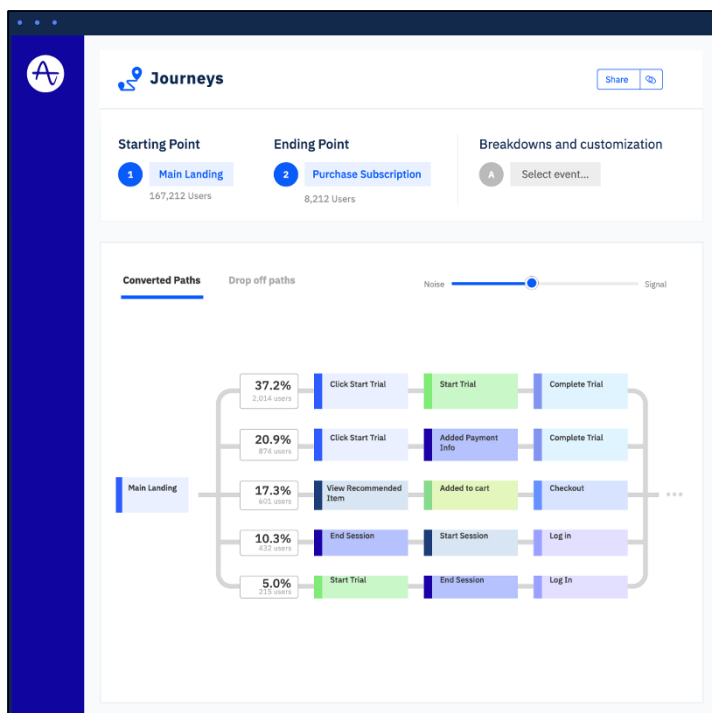 Journeys
Share
Starting Point
Ending Point
Breakdowns and customization
1
Main Landing
2
Purchase Subscription
A
Select event...
167,212 Users
8,212 Users
Converted Paths
Drop off paths
Noise
Signal
37.2%
2,014 users
Click Start Trial
Start Trial
Complete Trial
20.9%
874 users
Click Start Trial
Added Payment
Info
Complete Trial
Main Landing
17.3%
601 users
View Recommended
Item
Added to cart
Checkout
10.3%
432 users
End Session
Start Session
Log in
5.0%
215 users
Start Trial
End Session
Log In